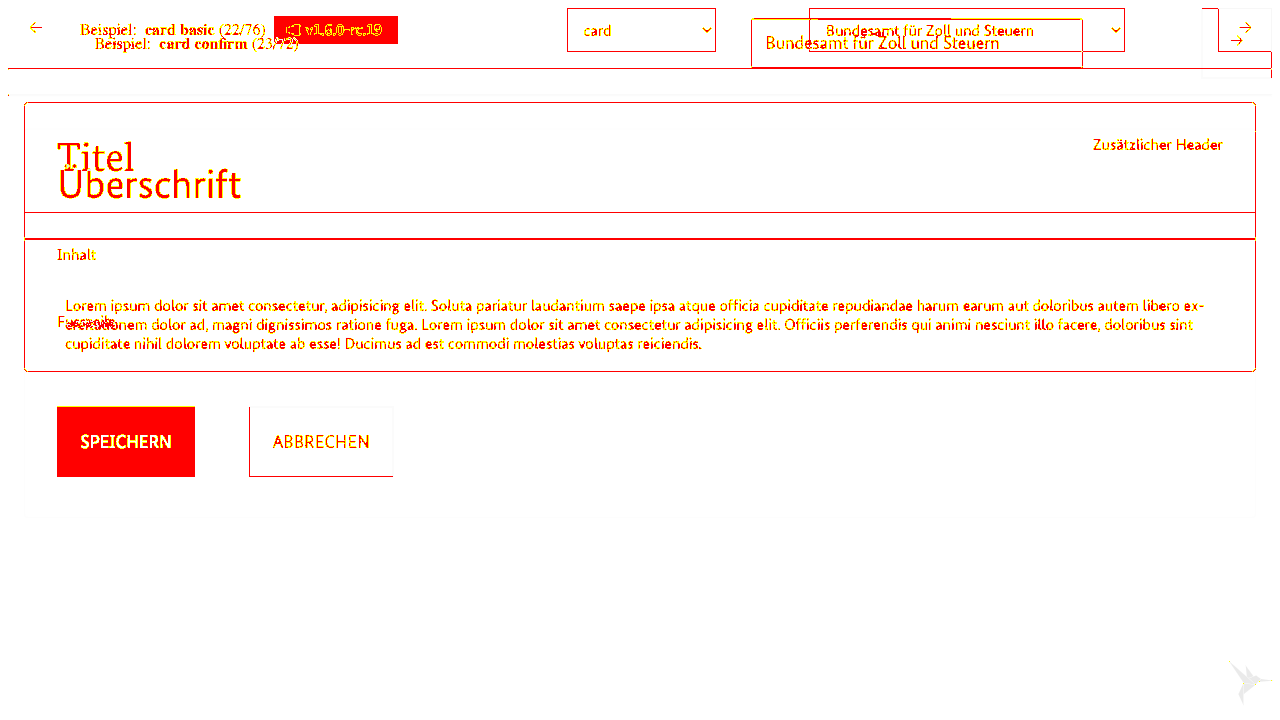 Beispiel: card basic (22/76) v1.6.0-rc.19 card Bundesamt für Zoll und Steuern
Beispiel: card confirm (23/92) Bundesamt für Zoll und Steuern
Titel
Zusätzlicher Header
Überschrift
Inhalt
Lorem ipsum dolor sit amet consectetur, adipisicing elit. Soluta pariatur laudantium saepe ipsa atque officia cupiditate repudiandae harum earum aut doloribus autem libero ex-
dolor ad, magni dignissimos ratione fuga. Lorem ipsum dolor sit amet consectetur adipisicing elit. Officiis perferendis qui animi nesciunt illo facere, doloribus sint
cupiditate nihil dolorem voluptate ab esse! Ducimus ad est commodi molestias voluptas reiciendis.
SPEICHERN ABBRECHEN